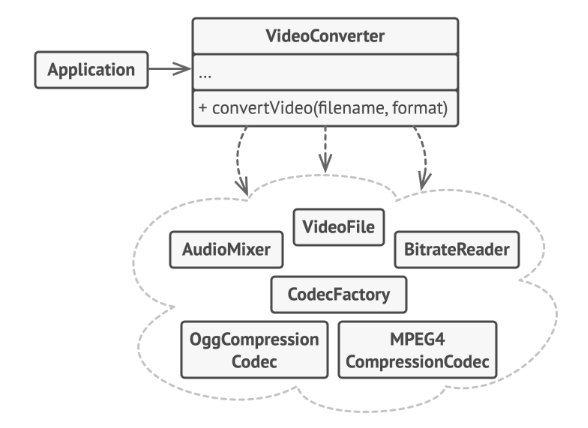 VideoConverter
Application
...
+ convertVideo(filename, format)
VideoFile
AudioMixer
BitrateReader
CodecFactory
OggCompression
Codec
MPEG4
CompressionCodec